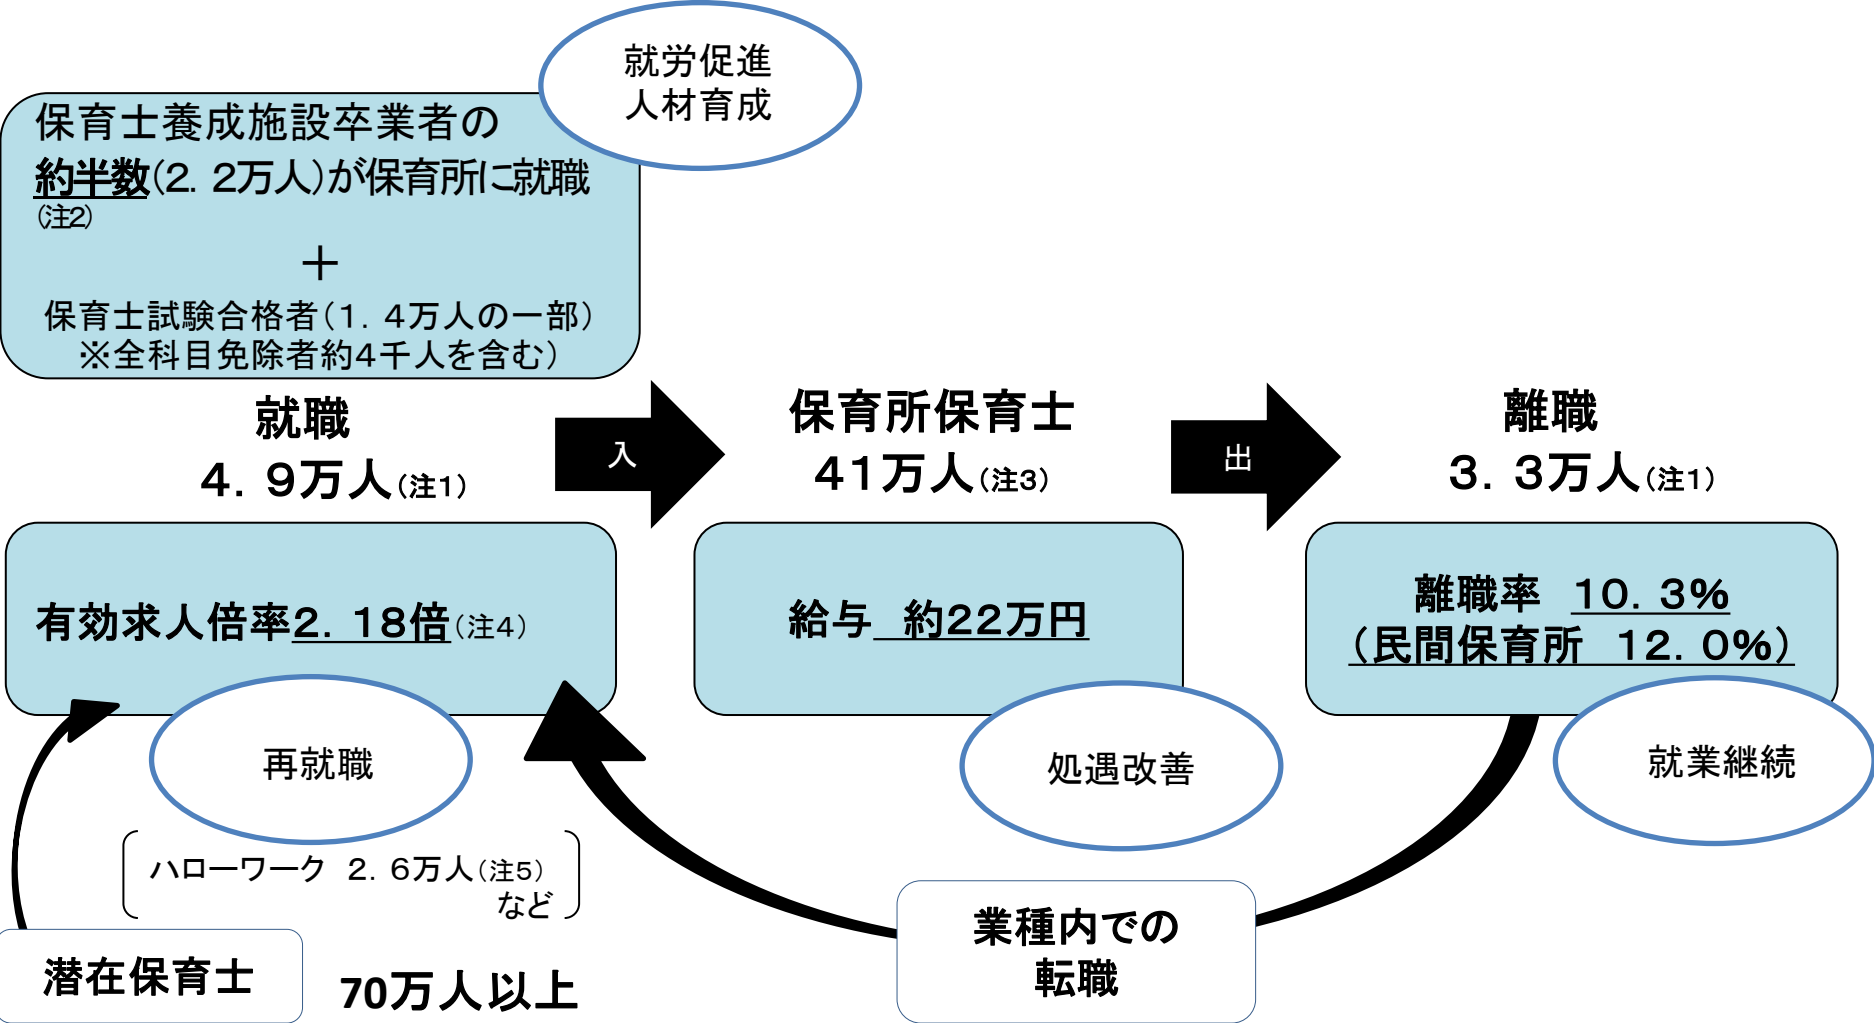 就労促進
人材育成
保育士養成施設卒業者の
約半数(2．2万人)が保育所に就職
(注2)
＋
保育士試験合格者(1．4万人の一部)
※全科目免除者約4千人を含む)
就職
4．9万人(注1)
入
保育所保育士
41万人(注3)
出
離職
3．3万人(注1)
有効求人倍率2．18倍(注4)
給与　約22万円
離職率　10．3%
(民間保育所　12．0%)
再就職
処遇改善
就業継続
ハローワーク　2．6万人(注5)
など
業種内での
転職
潜在保育士
70万人以上